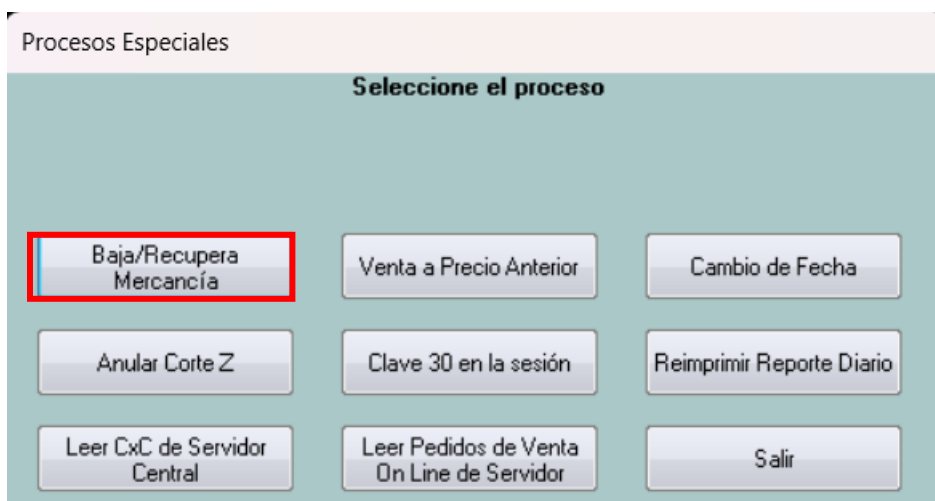 Procesos Especiales
Seleccione el proceso
Baja/Recupera
Mercancía
Venta a Precio Anterior
Cambio de Fecha
Anular Corte Z
Clave 30 en la sesión
Reimprimir Reporte Diario
Leer CxC de Servidor
Central
Leer Pedidos de Venta
On Line de Servidor
Salir